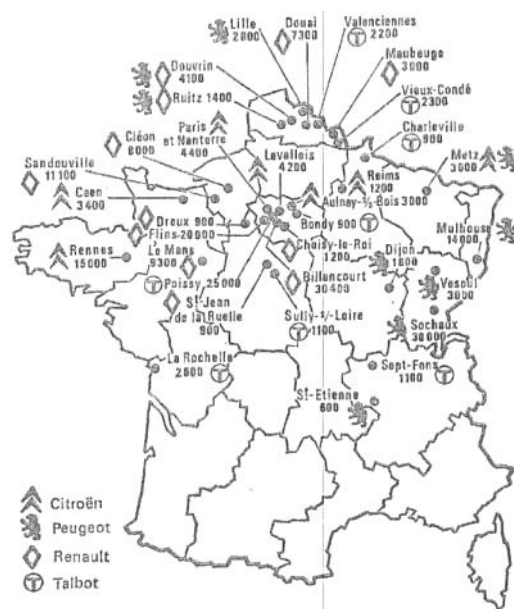 Lille
2800
Douai
7300
Valenciennes
2200
Douvrin
4100
Maubeuge
3000
Ruitz 1400
Vieux-Condé
2300
Paris
et Nanterre
4400
Cléon
8000
Levallois
4200
Charleville
900
Sandouville
11100
Reims
1200
Metz
3000
Caen
3400
Aulnay-s/s Bois 3000
Dreux 900
Bondy 900
Mulhouse
14000
Flins 20000
Choisy-le-Roi
1200
Dijon
1800
Rennes
15000
Le Mans
9300
Billancourt
30400
Vesoul
3000
Poissy 25000
St-Jean
de la Ruelle
900
Sully-s/-Loire
1100
Sochaux
38000
La Rochelle
2600
Sept-Fons
1100
St-Etienne
600
Citroën
Peugeot
Renault
Talbot